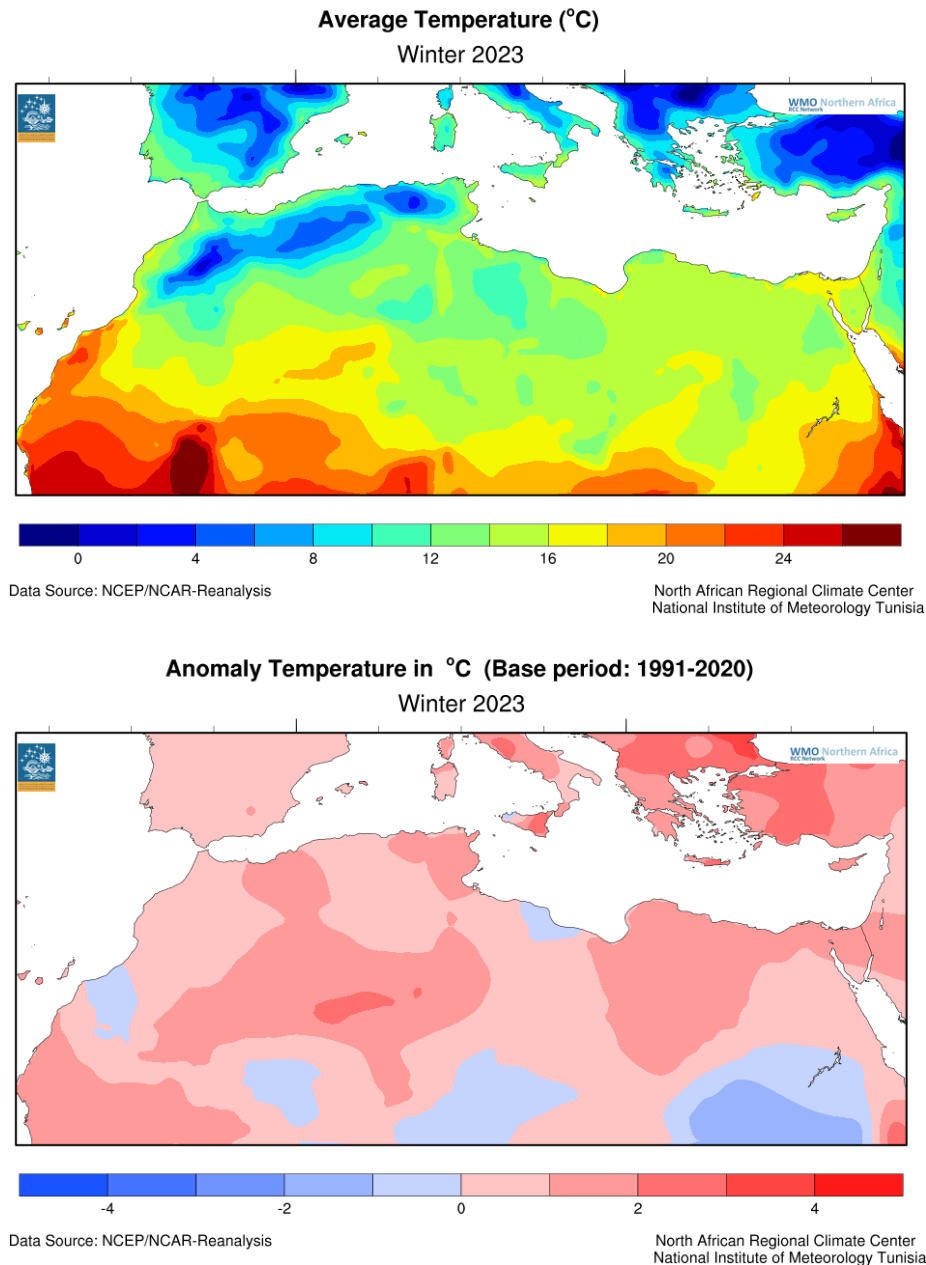 Average Temperature (°C)
Winter 2023
WMO Northern Africa
RCC Network
0 4 8 12 16 20 24
Data Source: NCEP/NCAR-Reanalysis
North African Regional Climate Center
National Institute of Meteorology Tunisia
Anomaly Temperature in °C (Base period: 1991-2020)
Winter 2023
WMO Northern Africa
RCC Network
-4 -2 0 2 4
Data Source: NCEP/NCAR-Reanalysis
North African Regional Climate Center
National Institute of Meteorology Tunisia